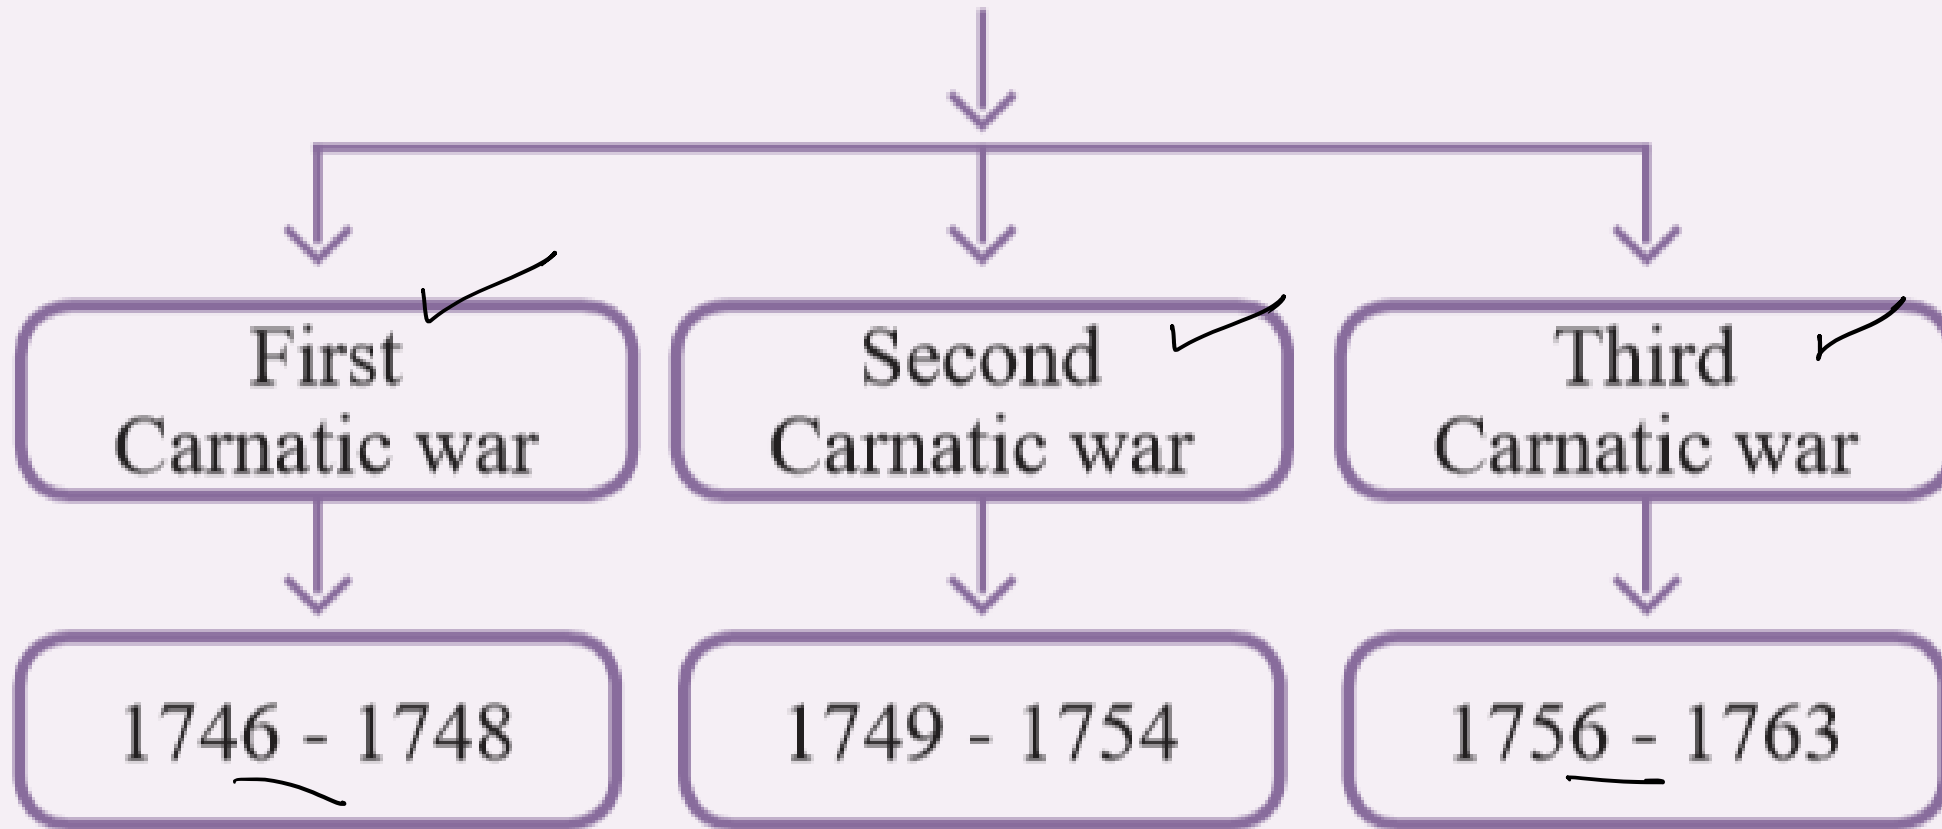 First
Carnatic war
Second
Carnatic war
Third
Carnatic war
1746 - 1748
1749 - 1754
1756 - 1763